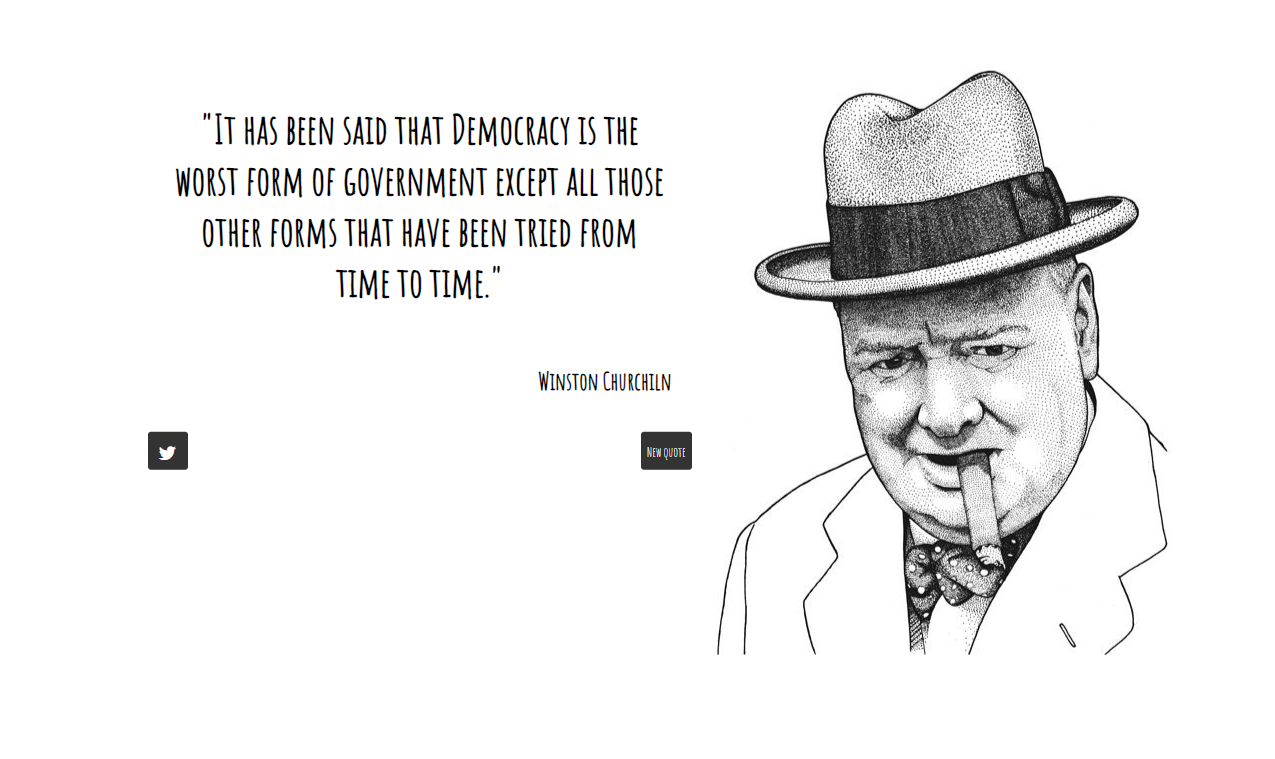 "It has been said that Democracy is the
worst form of government except all those
other forms that have been tried from
time to time."
Winston Churchiln
New quote